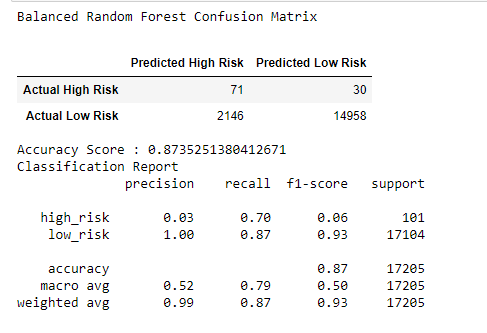 Balanced Random Forest Confusion Matrix
Predicted High Risk Predicted Low Risk
Actual High Risk 71 30
Actual Low Risk 2146 14958
Accuracy Score : 0.8735251380412671
Classification Report
precision recall f1-score support
high_risk 0.03 0.70 0.06 101
low_risk 1.00 0.87 0.93 17104
accuracy 0.87 17205
macro avg 0.52 0.79 0.50 17205
weighted avg 0.99 0.87 0.93 17205